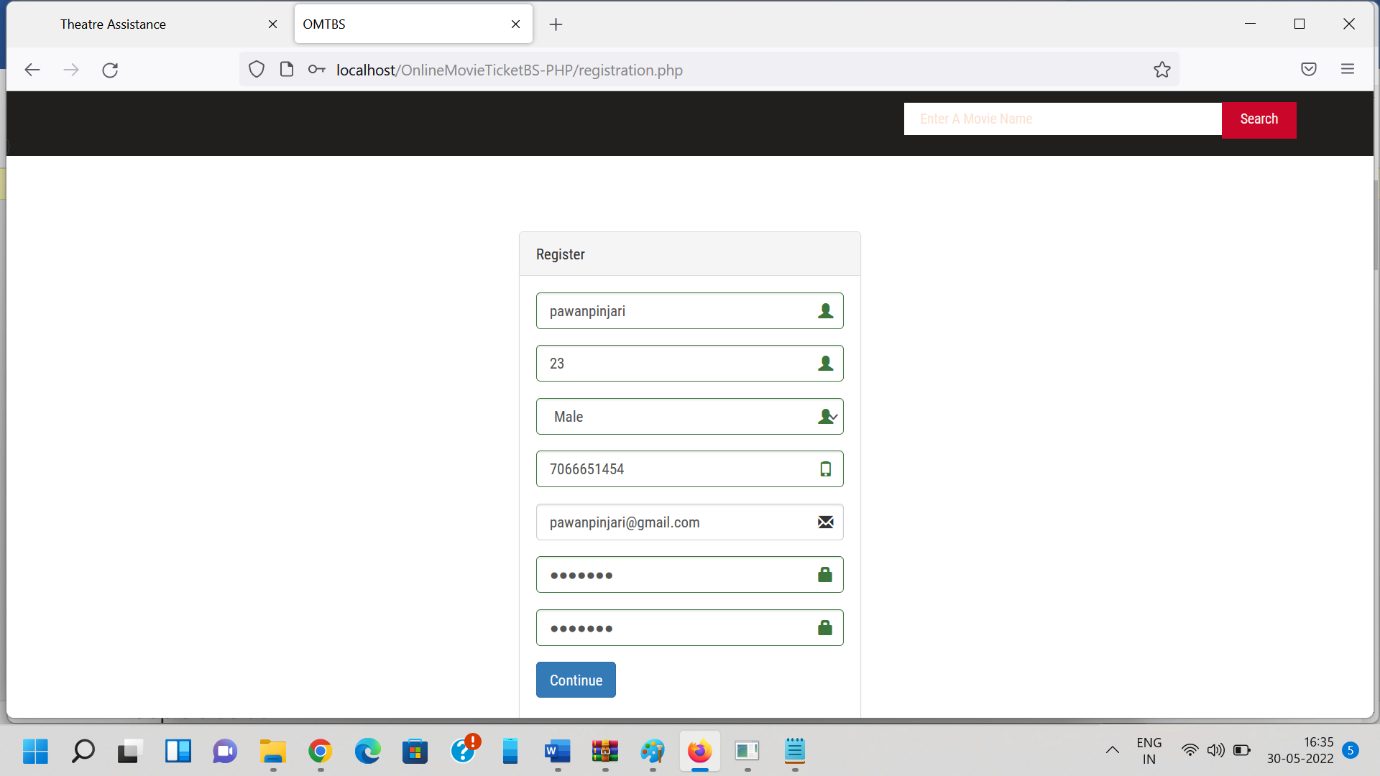 Theatre Assistance
OMTBS
localhost/OnlineMovieTicketBS-PHP/registration.php
Enter A Movie Name
Search
Register
pawanpinjari
23
Male
7066651454
pawanpinjari@gmail.com
●●●●●●●
●●●●●●●
Continue
ENG
IN
16:35
30-05-2022
5